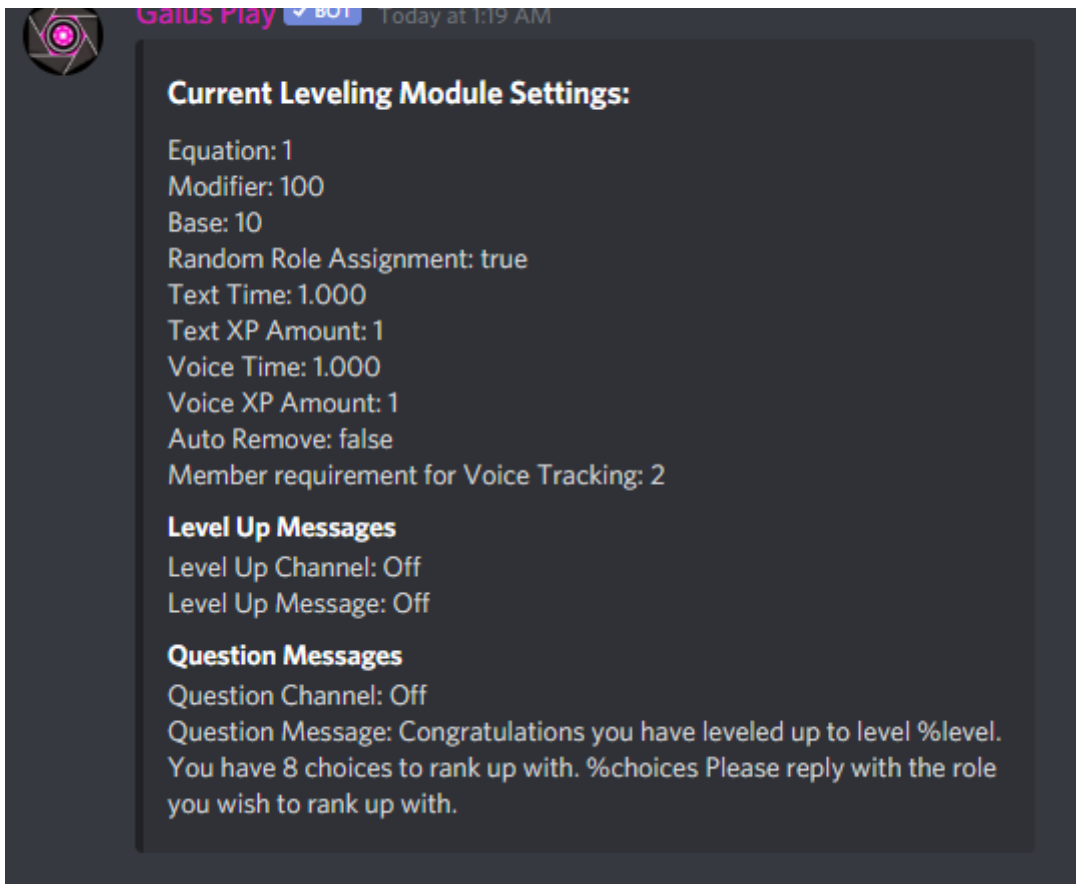 Gaius Play ✓ BOT Today at 1:19 AM
Current Leveling Module Settings:
Equation: 1
Modifier: 100
Base: 10
Random Role Assignment: true
Text Time: 1.000
Text XP Amount: 1
Voice Time: 1.000
Voice XP Amount: 1
Auto Remove: false
Member requirement for Voice Tracking: 2
Level Up Messages
Level Up Channel: Off
Level Up Message: Off
Question Messages
Question Channel: Off
Question Message: Congratulations you have leveled up to level %level.
You have 8 choices to rank up with. %choices Please reply with the role
you wish to rank up with.